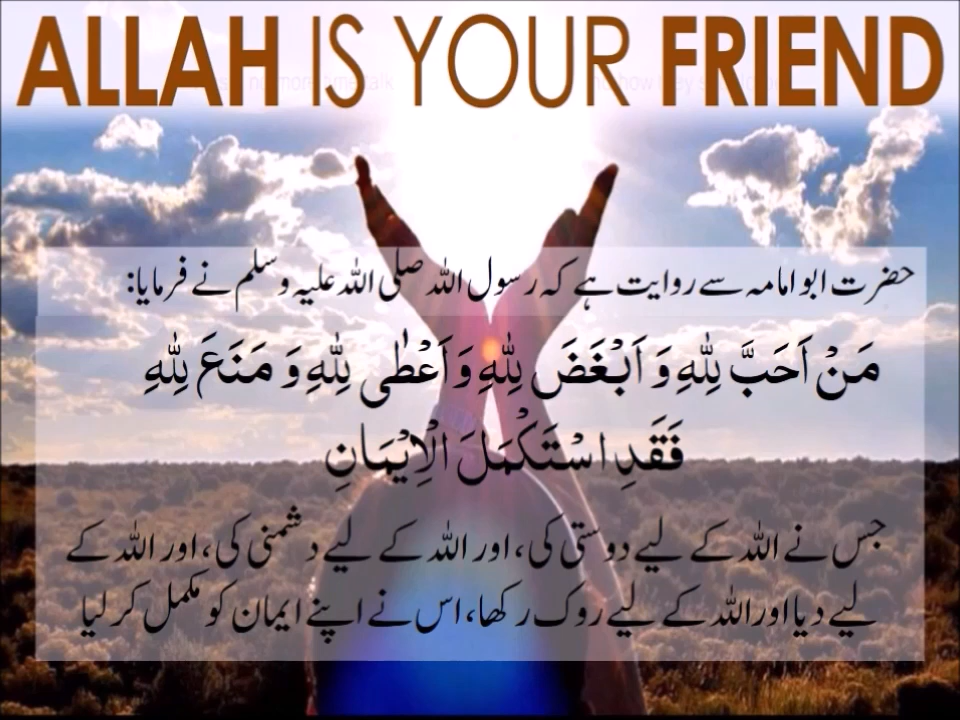 ALLAH IS YOUR FRIEND
حضرت ابو امامہ سے روایت ہے کہ رسول اللہ صلی اللہ علیہ وسلم نے فرمایا:
مَنْ اَحَبَّ لِلّٰہِ وَ اَبْغَضَ لِلّٰہِ وَ اَعْطٰی لِلّٰہِ وَ مَنَعَ لِلّٰہِ
فَقَدِ اسْتَکْمَلَ الْاِیْمَانِ
جس نے اللہ کے لیے دوستی کی، اور اللہ کے لیے دشمنی کی، اور اللہ کے
لیے دیا اور اللہ کے لیے روک رکھا، اس نے اپنے ایمان کو مکمل کر لیا